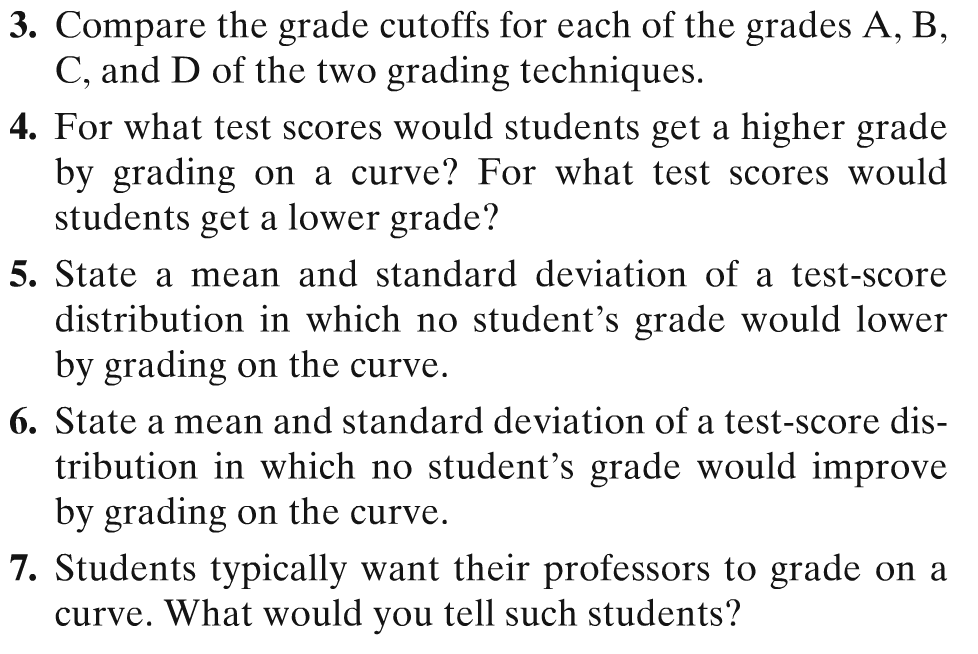 3. Compare the grade cutoffs for each of the grades A, B,
C, and D of the two grading techniques.
4. For what test scores would students get a higher grade
by grading on a curve? For what test scores would
students get a lower grade?
5. State a mean and standard deviation of a test-score
distribution in which no student’s grade would lower
by grading on the curve.
6. State a mean and standard deviation of a test-score dis-
tribution in which no student’s grade would improve
by grading on the curve.
7. Students typically want their professors to grade on a
curve. What would you tell such students?